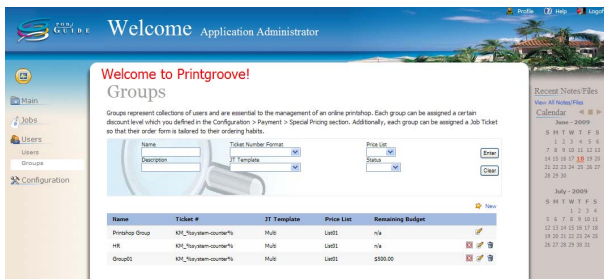 Profile Help Logoff
PODJ
GUIDE
Welcome Application Administrator
Main
Jobs
Users
Users
Groups
Configuration
Welcome to Printgroove!
Groups
Groups represent collections of users and are essential to the management of an online printshop. Each group can be assigned a certain
discount level which you defined in the Configuration > Payment > Special Pricing section. Additionally, each group can be assigned a Job Ticket
so that their order form is tailored to their ordering habits.
Name Ticket Number Format Price List
Enter
Description JT Template Status
Clear
New
Name Ticket # JT Template Price List Remaining Budget
Printshop Group KM_%system-counter% Multi List01 n/a
HR KM_%system-counter% Multi List01 n/a
Group01 KM_%system-counter% Multi List01 $500.00
Recent Notes/Files
View All Notes/Files
Calendar
June - 2009
S M T W T F S
1 2 3 4 5 6
7 8 9 10 11 12 13
14 15 16 17 18 19 20
21 22 23 24 25 26 27
28 29 30
July - 2009
S M T W T F S
1 2 3 4
5 6 7 8 9 10 11
12 13 14 15 16 17 18
19 20 21 22 23 24 25
26 27 28 29 30 31